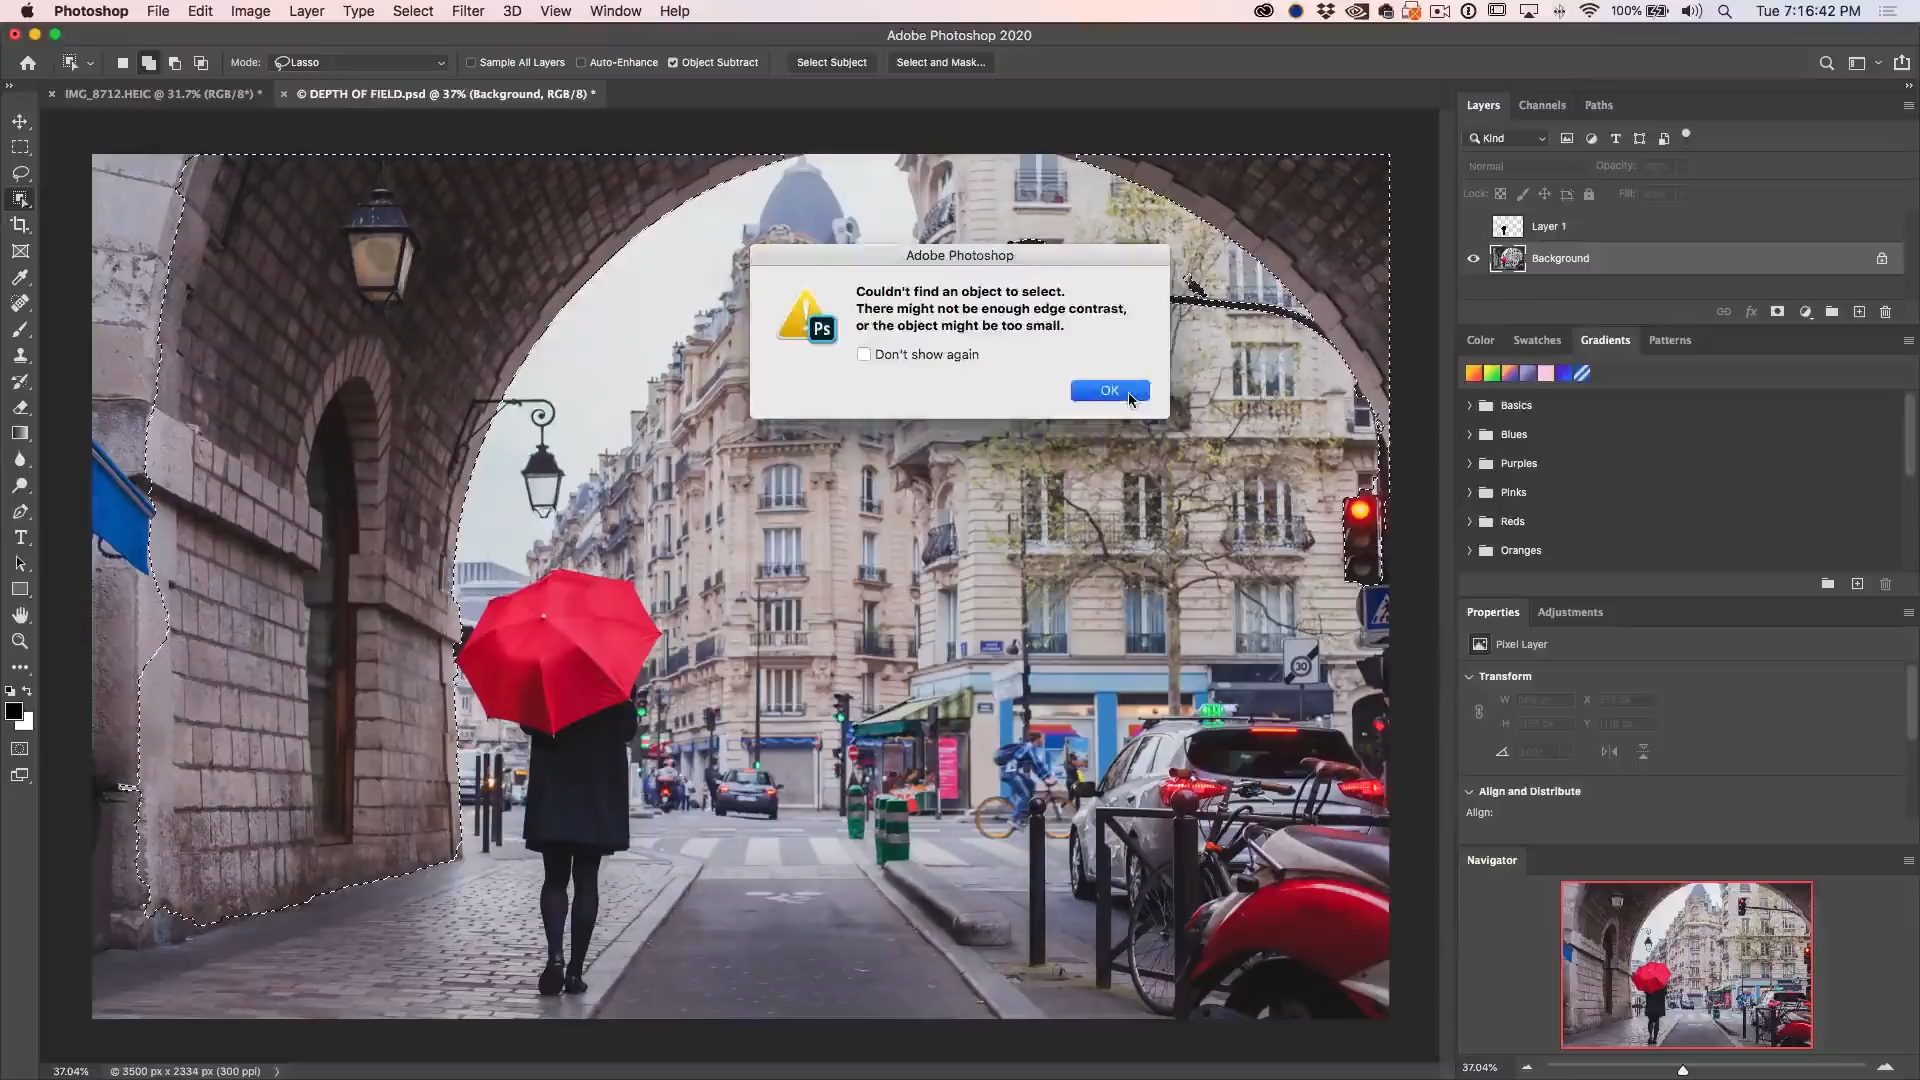 Photoshop File Edit Image Layer Type Select Filter 3D View Window Help 100% Tue 7:16:42 PM
Adobe Photoshop 2020
Mode: Lasso Sample All Layers Auto-Enhance Object Subtract Select Subject Select and Mask...
IMG_8712.HEIC @ 31.7% (RGB/8*) * © DEPTH OF FIELD.psd @ 37% (Background, RGB/8) *
Layers Channels Paths
Kind
Normal Opacity: 100%
Lock: Fill: 100%
Layer 1
Background
Adobe Photoshop
Couldn't find an object to select.
There might not be enough edge contrast,
or the object might be too small.
Ps
Don't show again
OK
Color Swatches Gradients Patterns
Basics
Blues
Purples
Pinks
Reds
Oranges
30
Properties Adjustments
Pixel Layer
Transform
W X
H Y
0.00°
Align and Distribute
Align:
Navigator
37.04% © 3500 px x 2334 px (300 ppi)
37.04%